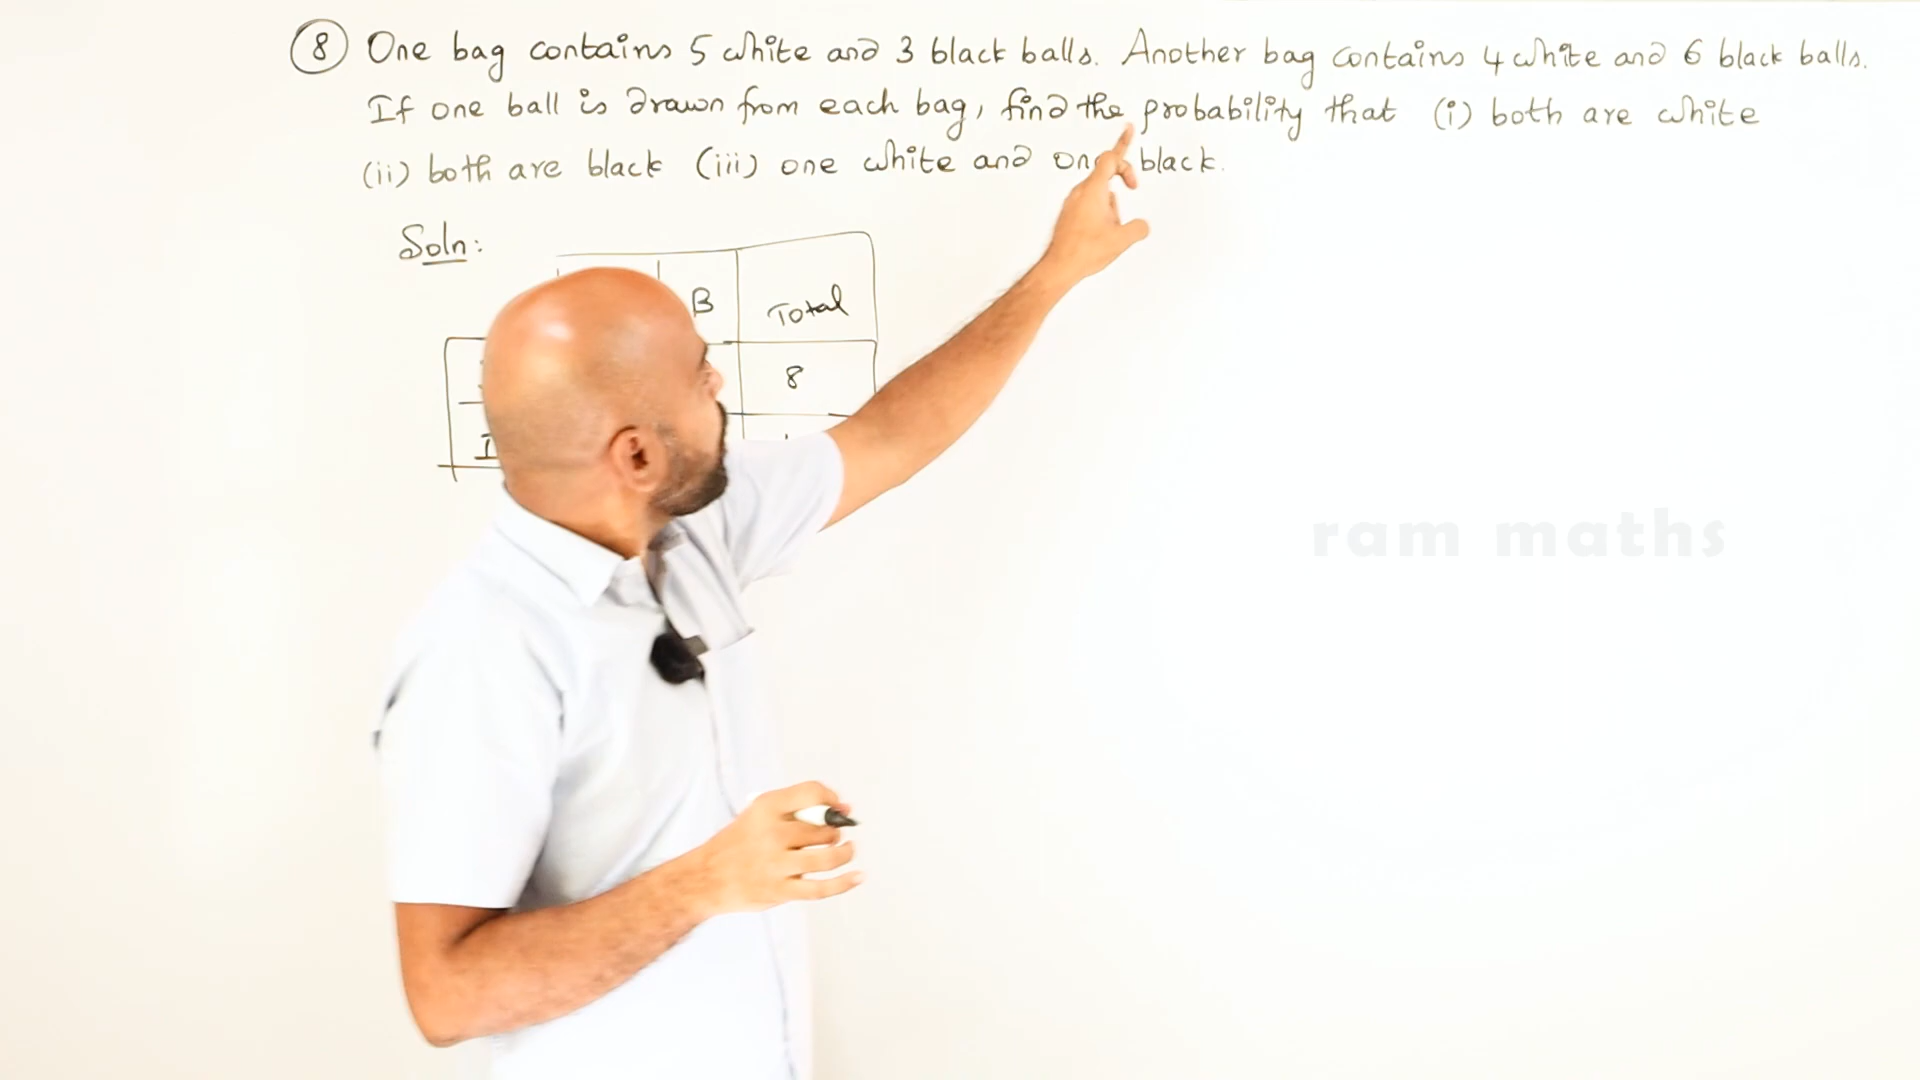 8 One bag contains 5 white and 3 black balls. Another bag contains 4 white and 6 black balls.
If one ball is drawn from each bag, find the probability that (i) both are white
(ii) both are black (iii) one white and one black.
Soln:
B Total
8
I
ram maths